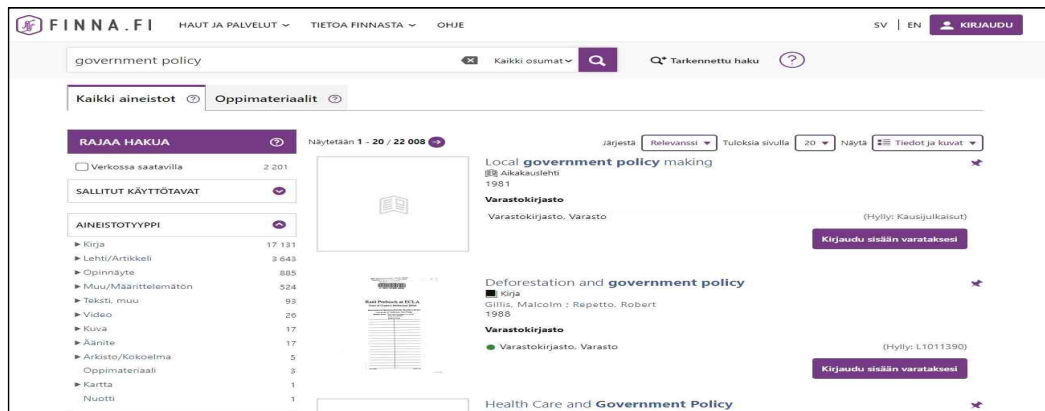 FINNA.FI HAUT JA PALVELUT TIETOA FINNASTA OHJE SV | EN KIRJAUDU
government policy Kaikki osumat Tarkennettu haku ?
Kaikki aineistot ? Oppimateriaalit ?
RAJAA HAKUA ?
Verkossa saatavilla 2 201
SALLITUT KÄYTTÖTAVAT
AINEISTOTYYPPI
Kirja 17 131
Lehti/Artikkeli 3 643
Opinnäyte 885
Muu/Määrittelemätön 524
Teksti, muu 93
Video 26
Kuva 17
Äänite 17
Arkisto/Kokoelma 5
Oppimateriaali 3
Kartta 1
Nuotti 1
Näytetään 1 - 20 / 22 008
Järjestä Relevanssi Tuloksia sivulla 20 Näytä Tiedot ja kuvat
Local government policy making
Aikakauslehti
1981
Varastokirjasto
Varastokirjasto, Varasto (Hylly: Kausijulkaisut)
Kirjaudu sisään varataksesi
Deforestation and government policy
Kirja
Gillis, Malcolm ; Repetto, Robert
1988
Varastokirjasto
Varastokirjasto, Varasto (Hylly: L1011390)
Kirjaudu sisään varataksesi
Health Care and Government Policy